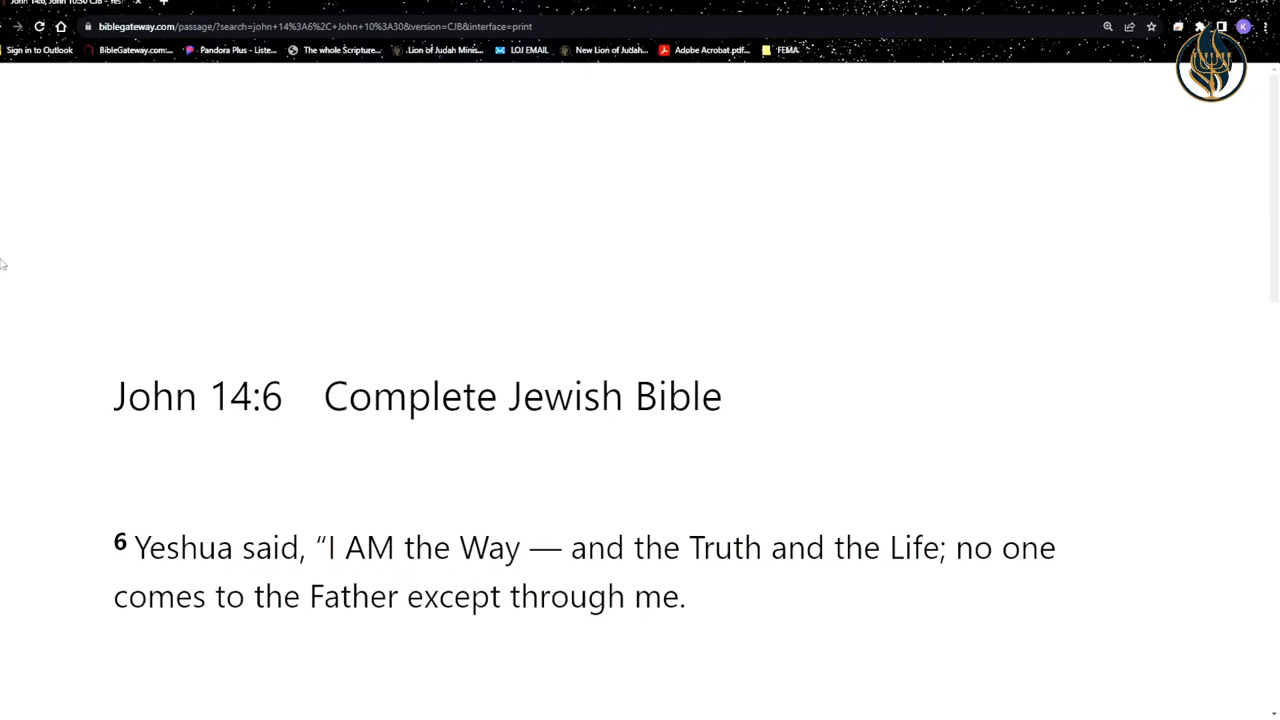 biblegateway.com/passage/?search=john+14%3A6%2C+John+10%3A30&version=CJB&interface=print
K
Sign in to Outlook BibleGateway.com:... Pandora Plus - Liste... The whole Scripture... .Lion of Judah Minis... LOJ EMAIL New Lion of Judah... Adobe Acrobat.pdf... FEMA
John 14:6 Complete Jewish Bible
6 Yeshua said, “I AM the Way — and the Truth and the Life; no one
comes to the Father except through me.